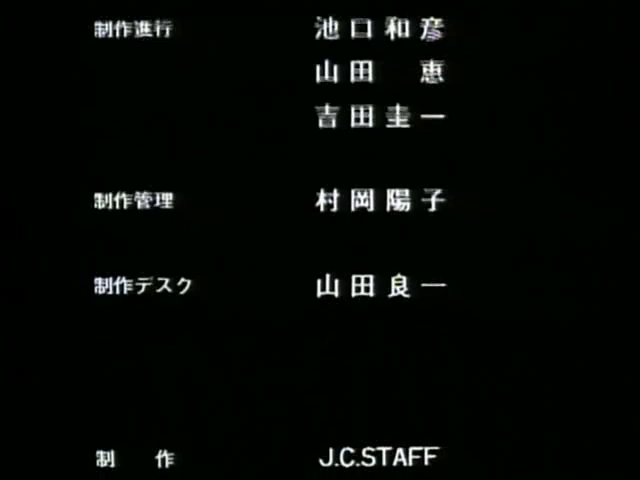 制作進行 池口和彦
山田 恵
吉田圭一
制作管理 村岡陽子
制作デスク 山田良一
制 作 J.C.STAFF